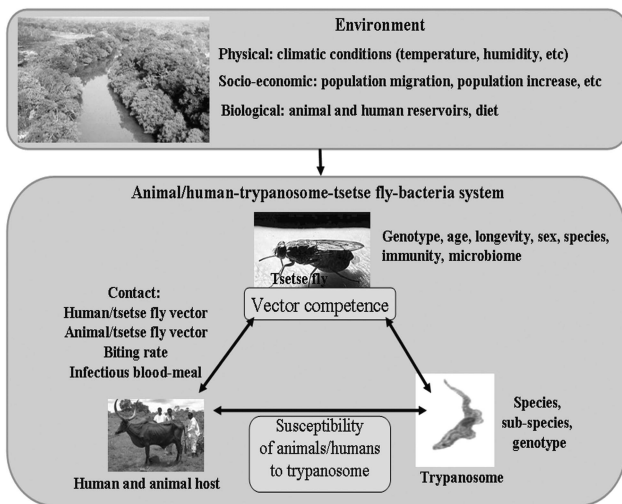 Environment
Physical: climatic conditions (temperature, humidity, etc)
Socio-economic: population migration, population increase, etc
Biological: animal and human reservoirs, diet
Animal/human-trypanosome-tsetse fly-bacteria system
Genotype, age, longevity, sex, species,
immunity, microbiome
Tsetse fly
Vector competence
Contact:
Human/tsetse fly vector
Animal/tsetse fly vector
Biting rate
Infectious blood-meal
Human and animal host
Susceptibility
of animals/humans
to trypanosome
Species,
sub-species,
genotype
Trypanosome